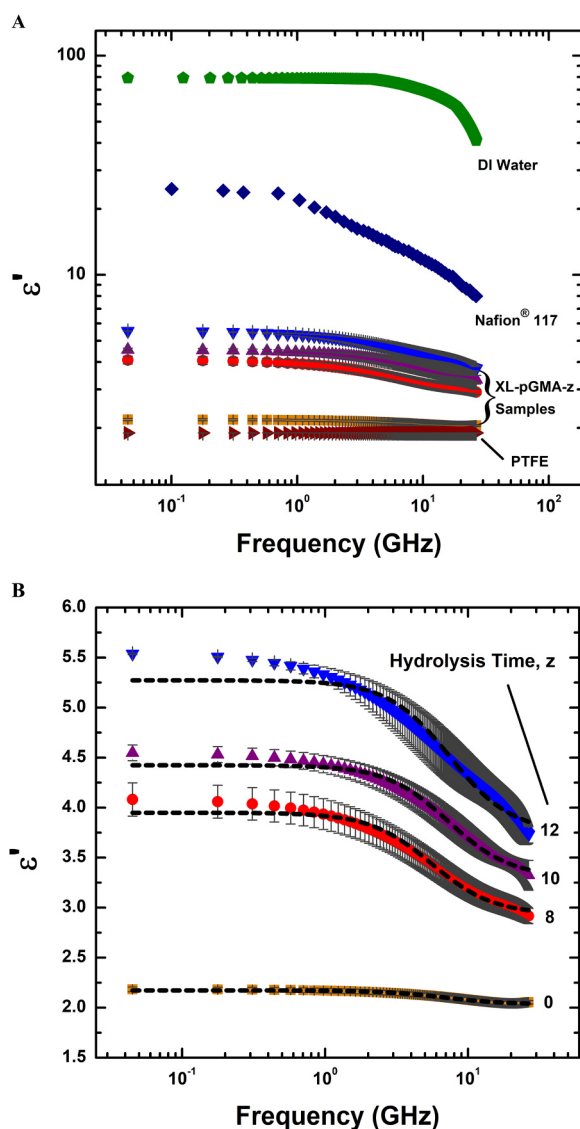 A
100
10
ε'
DI Water
Nafion® 117
XL-pGMA-z
Samples
PTFE
10⁻¹ 10⁰ 10¹ 10²
Frequency (GHz)
B
6.0
5.5
5.0
4.5
4.0
3.5
3.0
2.5
2.0
1.5
ε'
Hydrolysis Time, z
12
10
8
0
10⁻¹ 10⁰ 10¹
Frequency (GHz)